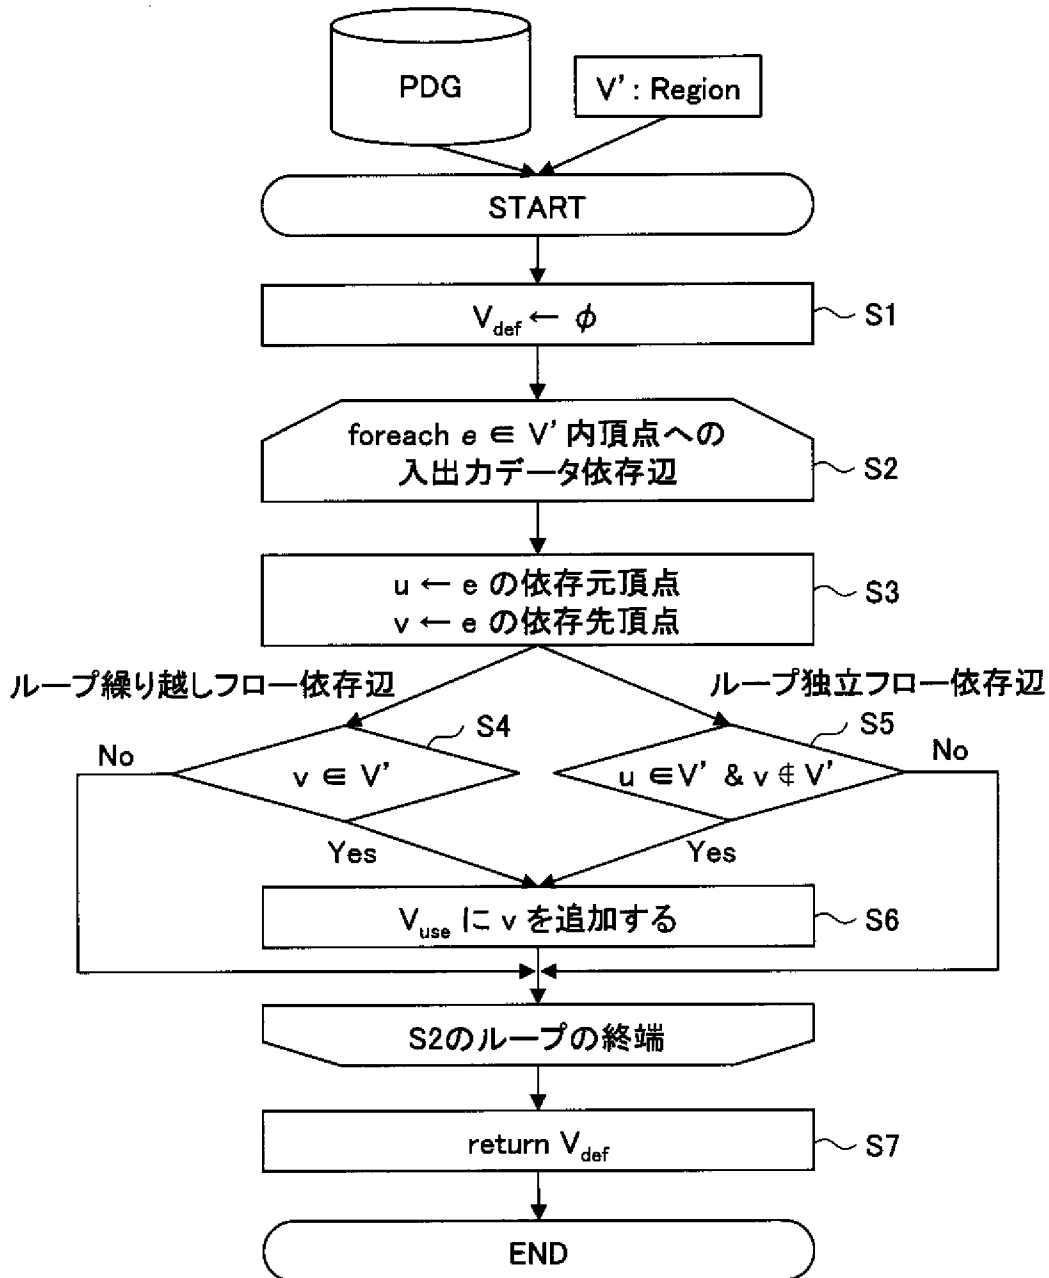 PDG
V' : Region
START
V_def ← φ
S1
foreach e ∈ V' 内頂点への
入出力データ依存辺
S2
u ← e の依存元頂点
v ← e の依存先頂点
S3
ループ繰り越しフロー依存辺
ループ独立フロー依存辺
S4
S5
No
v ∈ V'
u ∈V' & v ∉ V'
No
Yes
Yes
V_use に v を追加する
S6
S2のループの終端
return V_def
S7
END